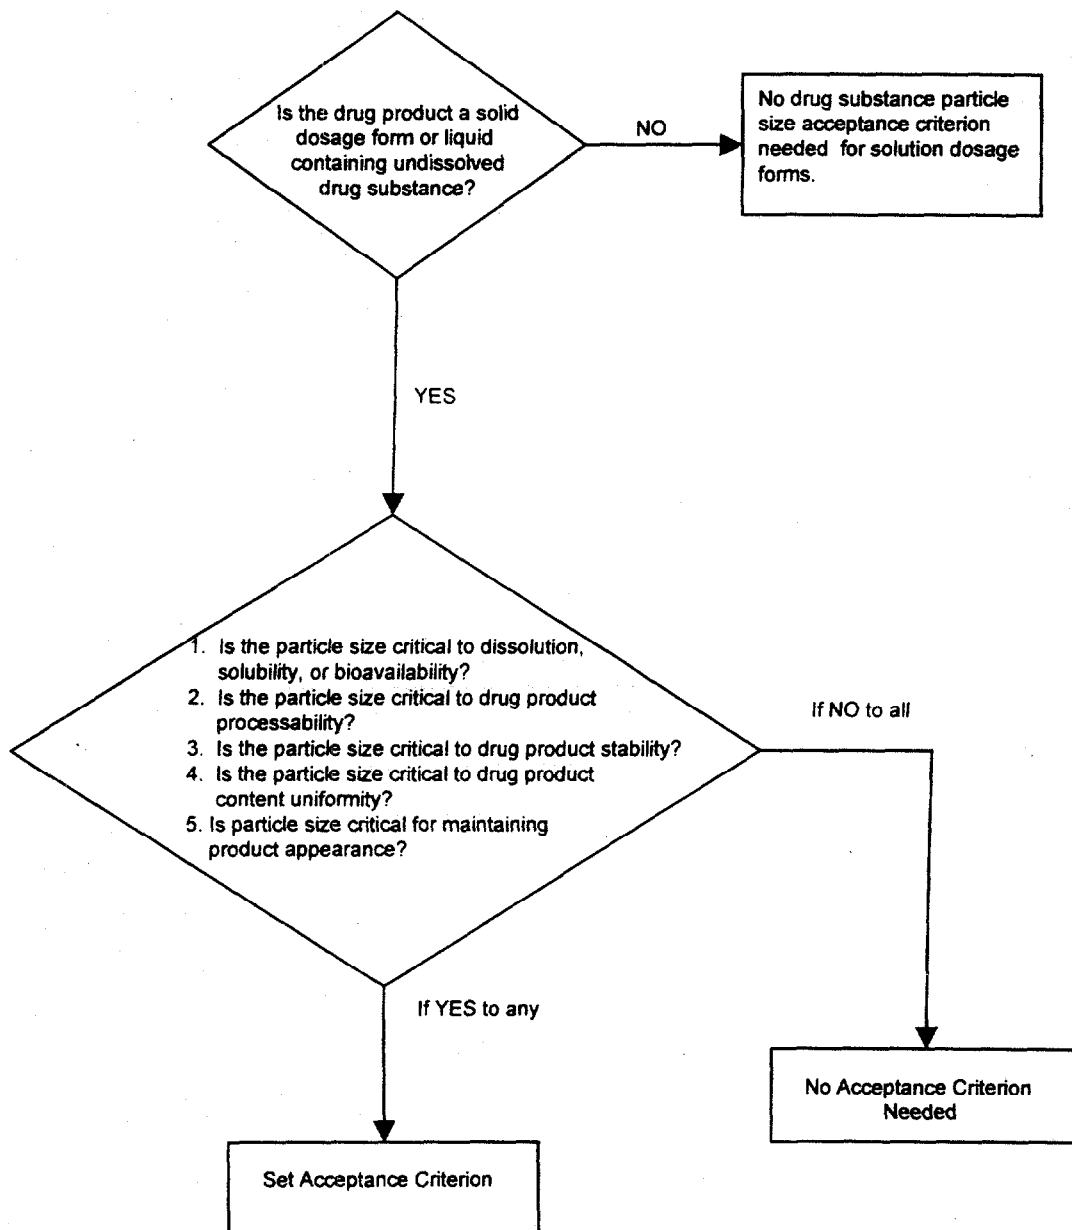 Is the drug product a solid
dosage form or liquid
containing undissolved
drug substance?
NO
No drug substance particle
size acceptance criterion
needed for solution dosage
forms.
YES
1. Is the particle size critical to dissolution,
solubility, or bioavailability?
2. Is the particle size critical to drug product
processability?
3. Is the particle size critical to drug product stability?
4. Is the particle size critical to drug product
content uniformity?
5. Is particle size critical for maintaining
product appearance?
If NO to all
If YES to any
No Acceptance Criterion
Needed
Set Acceptance Criterion